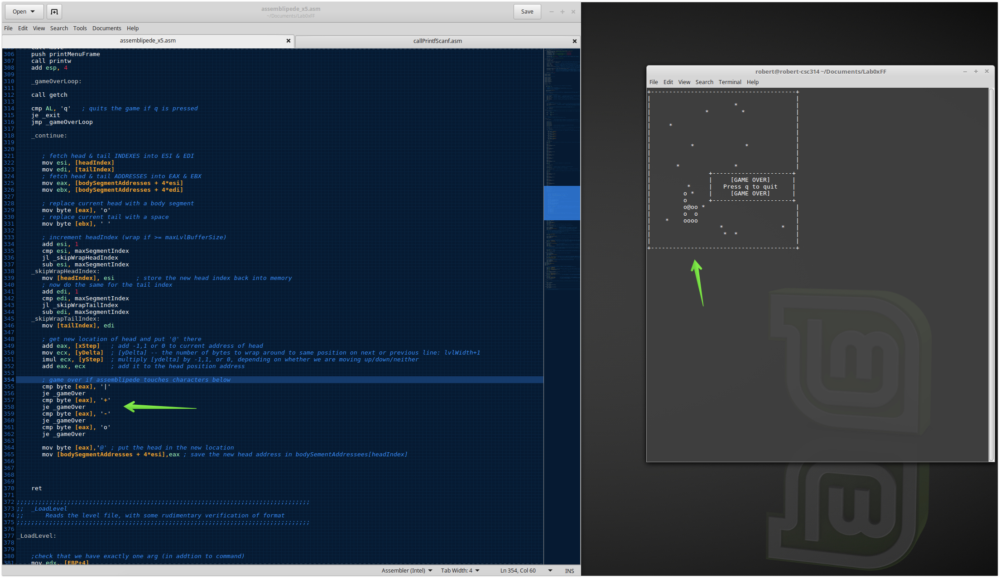 Open
assemblipede_x5.asm
~/Documents/Lab0xFF
Save
File Edit View Search Tools Documents Help
assemblipede_x5.asm
callPrintfScanf.asm
306 push printMenuFrame
307 call printw
308 add esp, 4
309
310 _gameOverLoop:
311
312 call getch
313
314 cmp AL, 'q' ; quits the game if q is pressed
315 je _exit
316 jmp _gameOverLoop
317
318 _continue:
319
320
321 ; fetch head & tail INDEXES into ESI & EDI
322 mov esi, [headIndex]
323 mov edi, [tailIndex]
324 ; fetch head & tail ADDRESSES into EAX & EBX
325 mov eax, [bodySegmentAddresses + 4*esi]
326 mov ebx, [bodySegmentAddresses + 4*edi]
327
328 ; replace current head with a body segment
329 mov byte [eax], 'o'
330 ; replace current tail with a space
331 mov byte [ebx], ' '
332
333 ; increment headIndex (wrap if >= maxLvlBufferSize)
334 add esi, 1
335 cmp esi, maxSegmentIndex
336 jl _skipWrapHeadIndex
337 sub esi, maxSegmentIndex
338 _skipWrapHeadIndex:
339 mov [headIndex], esi ; store the new head index back into memory
340 ; now do the same for the tail index
341 add edi, 1
342 cmp edi, maxSegmentIndex
343 jl _skipWrapTailIndex
344 sub edi, maxSegmentIndex
345 _skipWrapTailIndex:
346 mov [tailIndex], edi
347
348 ; get new location of head and put '@' there
349 add eax, [xStep] ; add -1,1 or 0 to current address of head
350 mov ecx, [yDelta] ; [yDelta] -- the number of bytes to wrap around to same position on next or previous line: lvlWidth+1
351 imul ecx, [yStep] ; multiply [ydelta] by -1,1, or 0, depending on whether we are moving up/down/neither
352 add eax, ecx ; add it to the head position address
353
354 ; game over if assemblipede touches characters below
355 cmp byte [eax], '|'
356 je _gameOver
357 cmp byte [eax], '+'
358 je _gameOver
359 cmp byte [eax], '-'
360 je _gameOver
361 cmp byte [eax], 'o'
362 je _gameOver
363
364 mov byte [eax],'@' ; put the head in the new location
365 mov [bodySegmentAddresses + 4*esi],eax ; save the new head address in bodySementAddressees[headIndex]
366
367
368
369
370 ret
371
372 ;;;;;;;;;;;;;;;;;;;;;;;;;;;;;;;;;;;;;;;;;;;;;;;;;;;;;;;;;;;;;;;;;;;;;;;;;;;;;;;;;
373 ;; _LoadLevel
374 ;; Reads the level file, with some rudimentary verification of format
375 ;;;;;;;;;;;;;;;;;;;;;;;;;;;;;;;;;;;;;;;;;;;;;;;;;;;;;;;;;;;;;;;;;;;;;;;;;;;;;;;;;
376
377 _LoadLevel:
378
379
380 ;check that we have exactly one arg (in addtion to command)
381 mov edx, [EBP+4]
Assembler (Intel) Tab Width: 4 Ln 354, Col 60 INS
robert@robert-csc314 ~/Documents/Lab0xFF
File Edit View Search Terminal Help
+----------------------------------------+
*
* *
*
* *
* *
+----------------------+
| [GAME OVER] |
* | Press q to quit |
o * | [GAME OVER] |
o +----------------------+
o@oo *
o o
* oooo
* *
* *
+----------------------------------------+